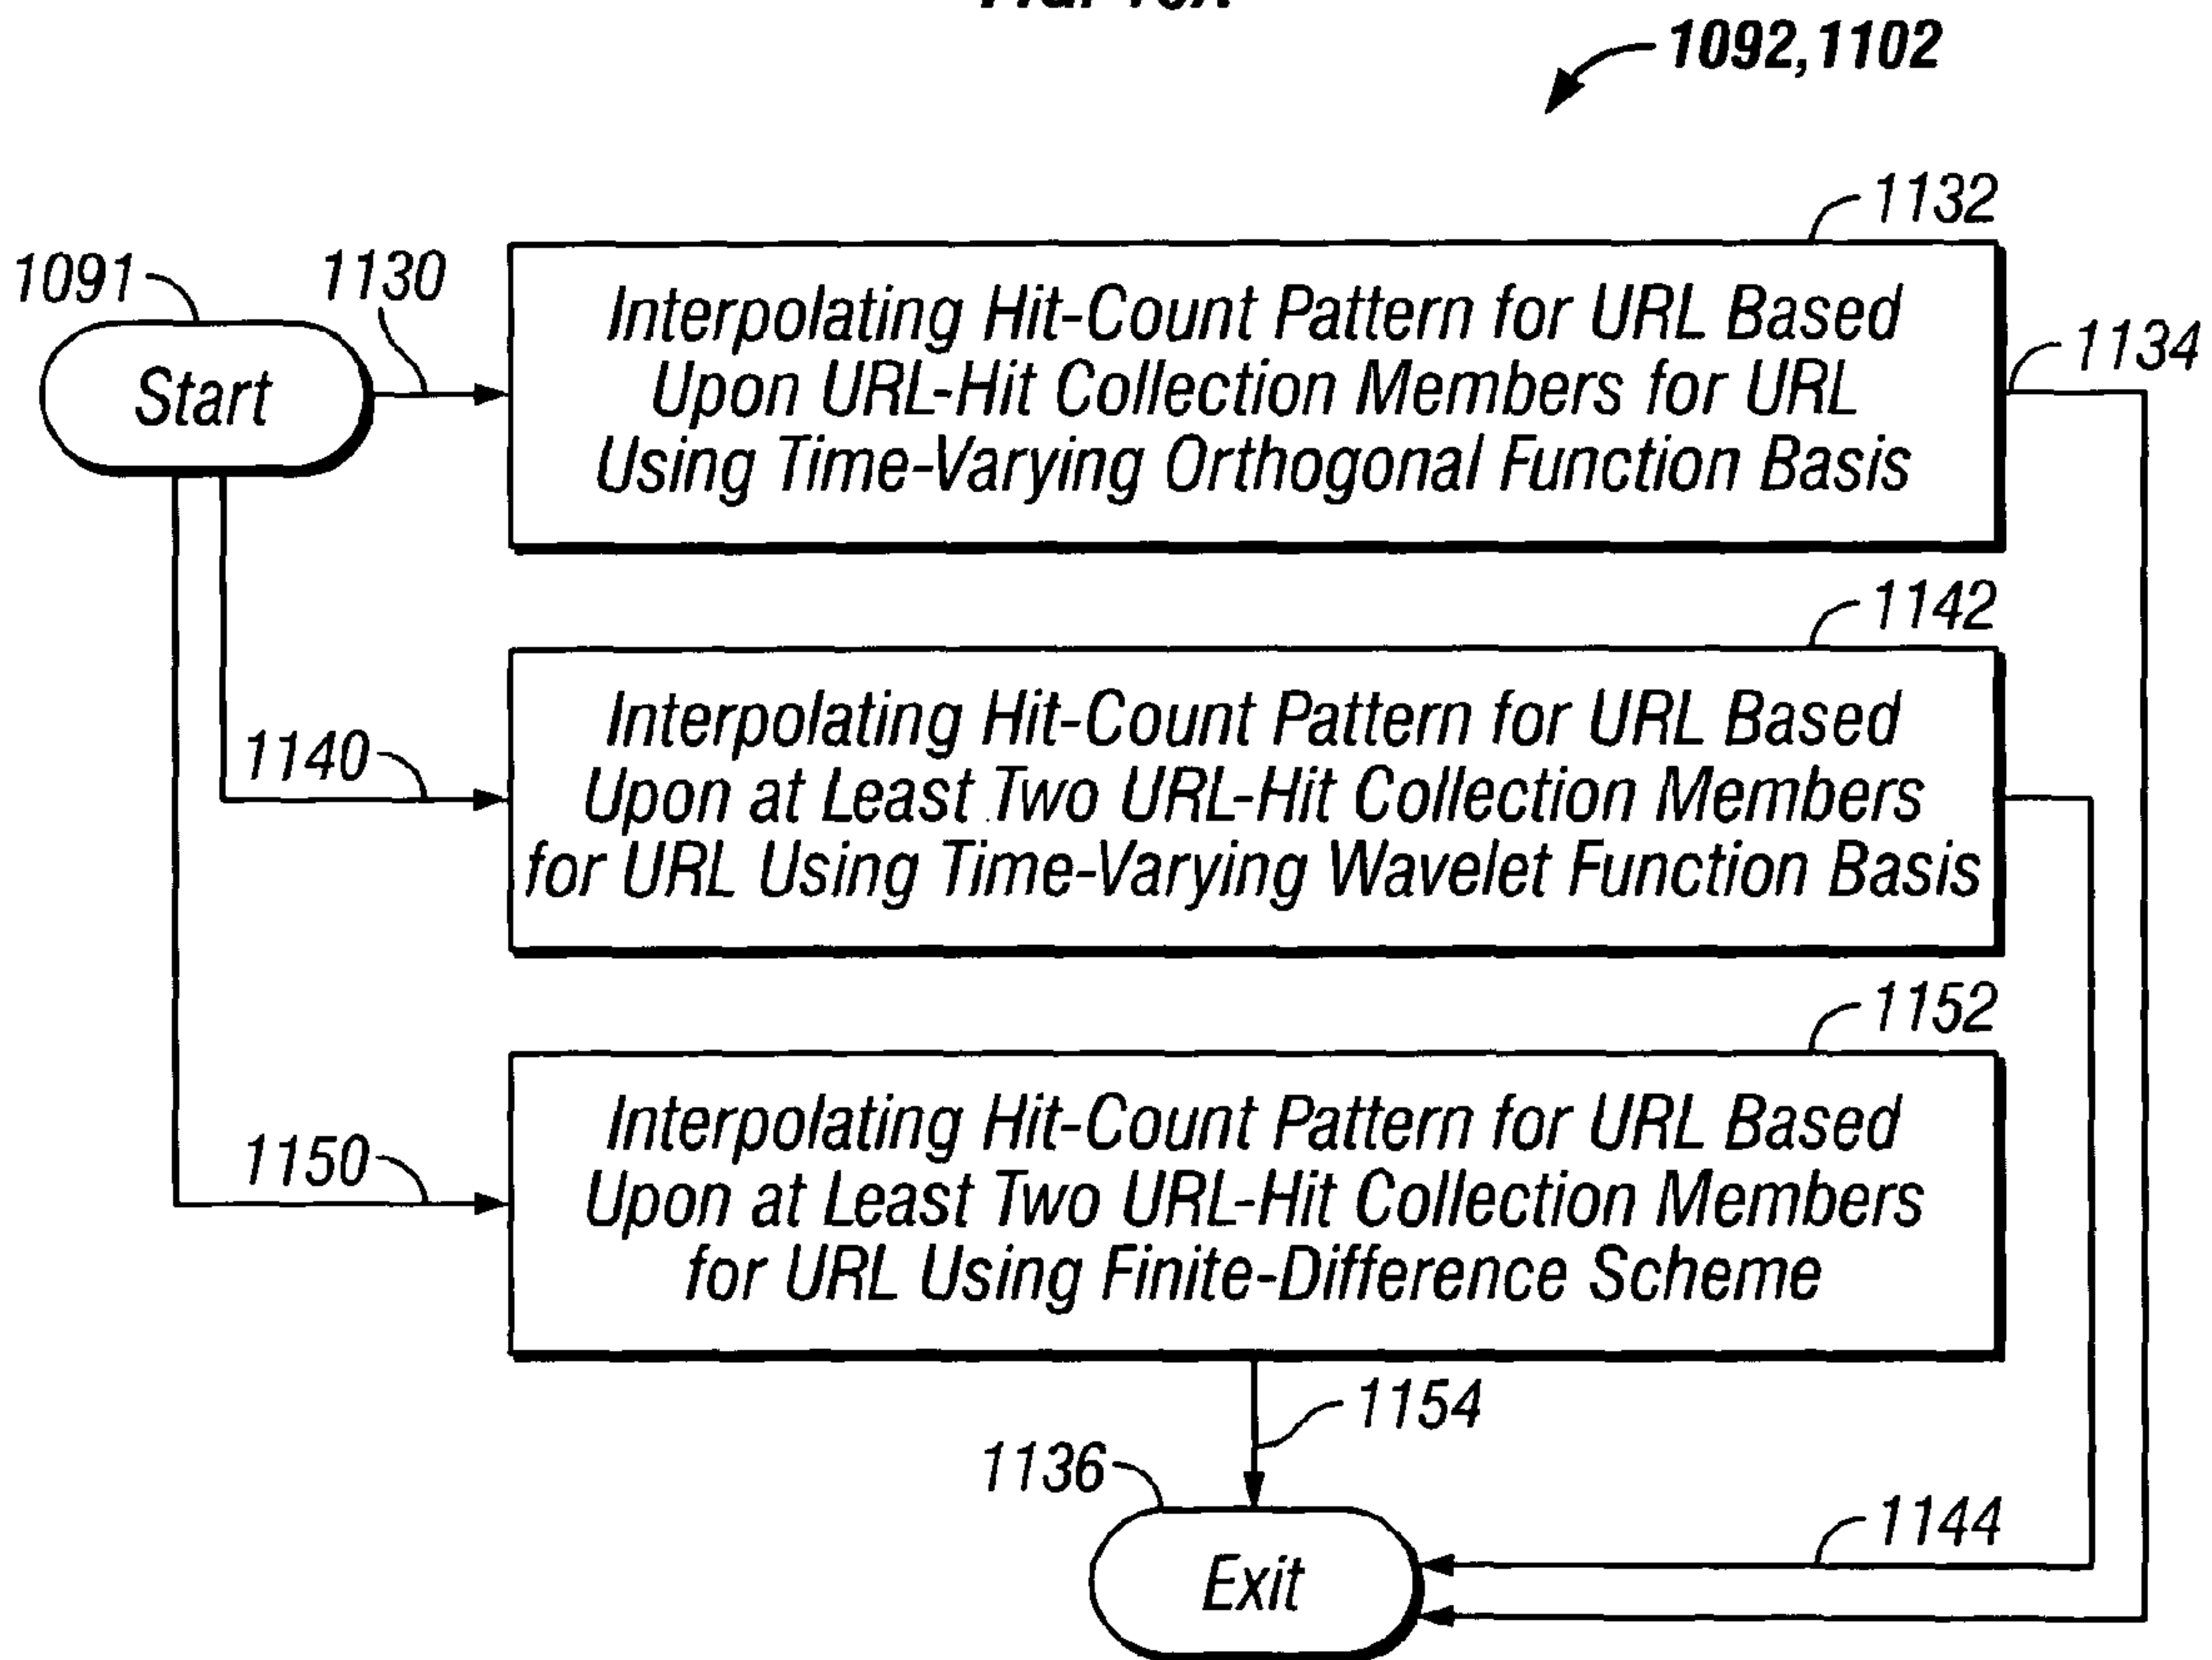 1092,1102
1132
1091
1130
Interpolating Hit-Count Pattern for URL Based
Upon URL-Hit Collection Members for URL
Using Time-Varying Orthogonal Function Basis
1134
Start
1142
Interpolating Hit-Count Pattern for URL Based
Upon at Least Two URL-Hit Collection Members
for URL Using Time-Varying Wavelet Function Basis
1140
1152
Interpolating Hit-Count Pattern for URL Based
Upon at Least Two URL-Hit Collection Members
for URL Using Finite-Difference Scheme
1150
1154
1136
1144
Exit